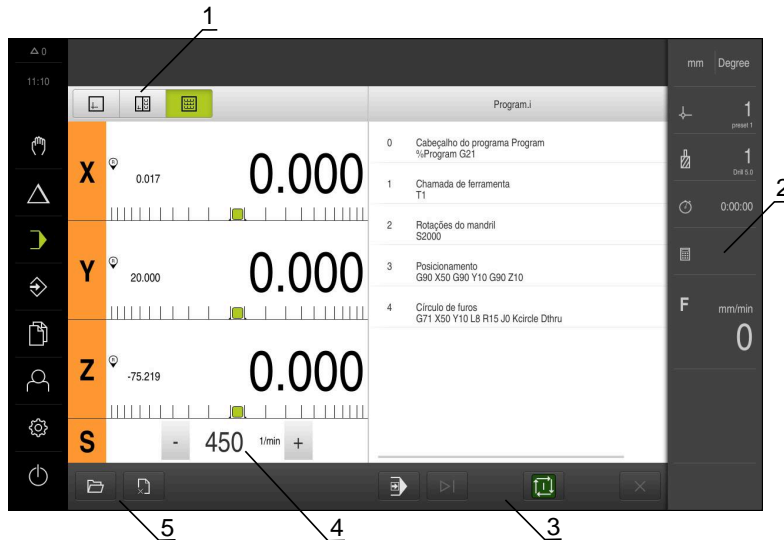 1
0
11:10
mm Degree
Program.i
1
preset 1
1
Drill 5.0
0:00:00
2
F mm/min
0
X R 0.017 0.000
Y R 20.000 0.000
Z R -75.219 0.000
S - 450 1/min +
0 Cabeçalho do programa Program
%Program G21
1 Chamada de ferramenta
T1
2 Rotações do mandril
S2000
3 Posicionamento
G90 X50 G90 Y10 G90 Z10
4 Círculo de furos
G71 X50 Y10 L8 R15 J0 Kcircle Dthru
5
4
3